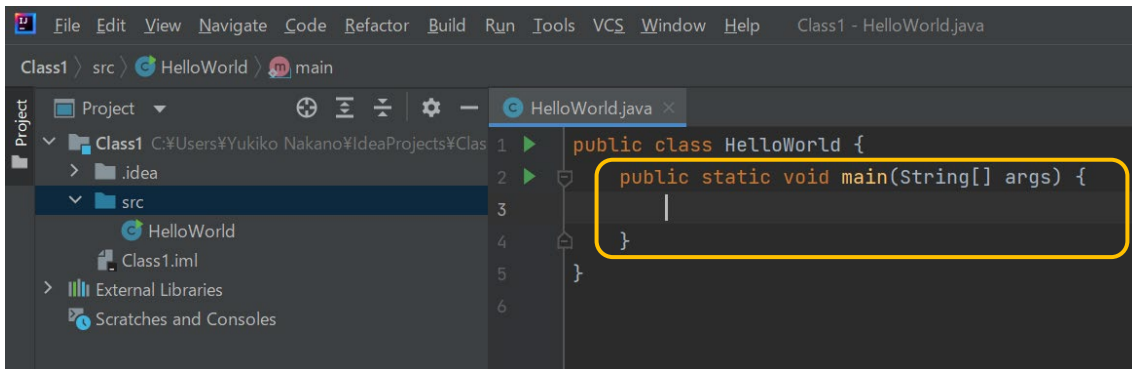 File Edit View Navigate Code Refactor Build Run Tools VCS Window Help Class1 - HelloWorld.java
Class1 〉 src 〉 HelloWorld 〉 main
Project
Project
Class1 C:¥Users¥Yukiko Nakano¥IdeaProjects¥Clas
.idea
src
HelloWorld
Class1.iml
External Libraries
Scratches and Consoles
HelloWorld.java ×
1 public class HelloWorld {
2 public static void main(String[] args) {
3
4 }
5 }
6